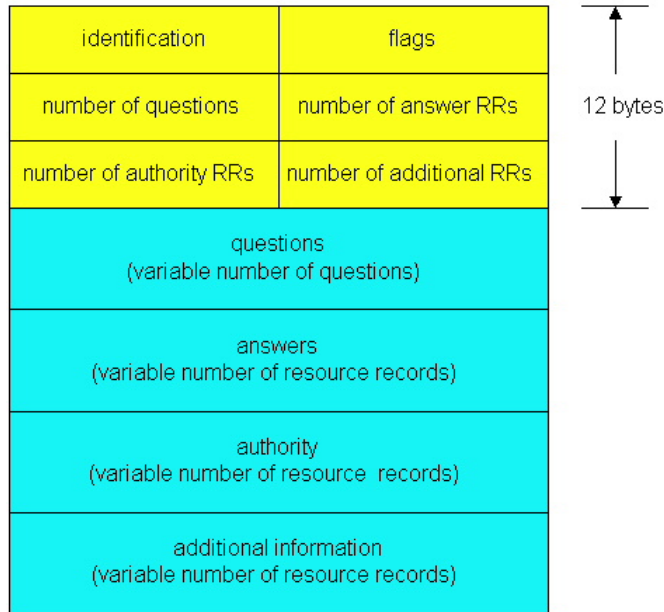 identification
flags
number of questions
number of answer RRs
12 bytes
number of authority RRs
number of additional RRs
questions
(variable number of questions)
answers
(variable number of resource records)
authority
(variable number of resource records)
additional information
(variable number of resource records)